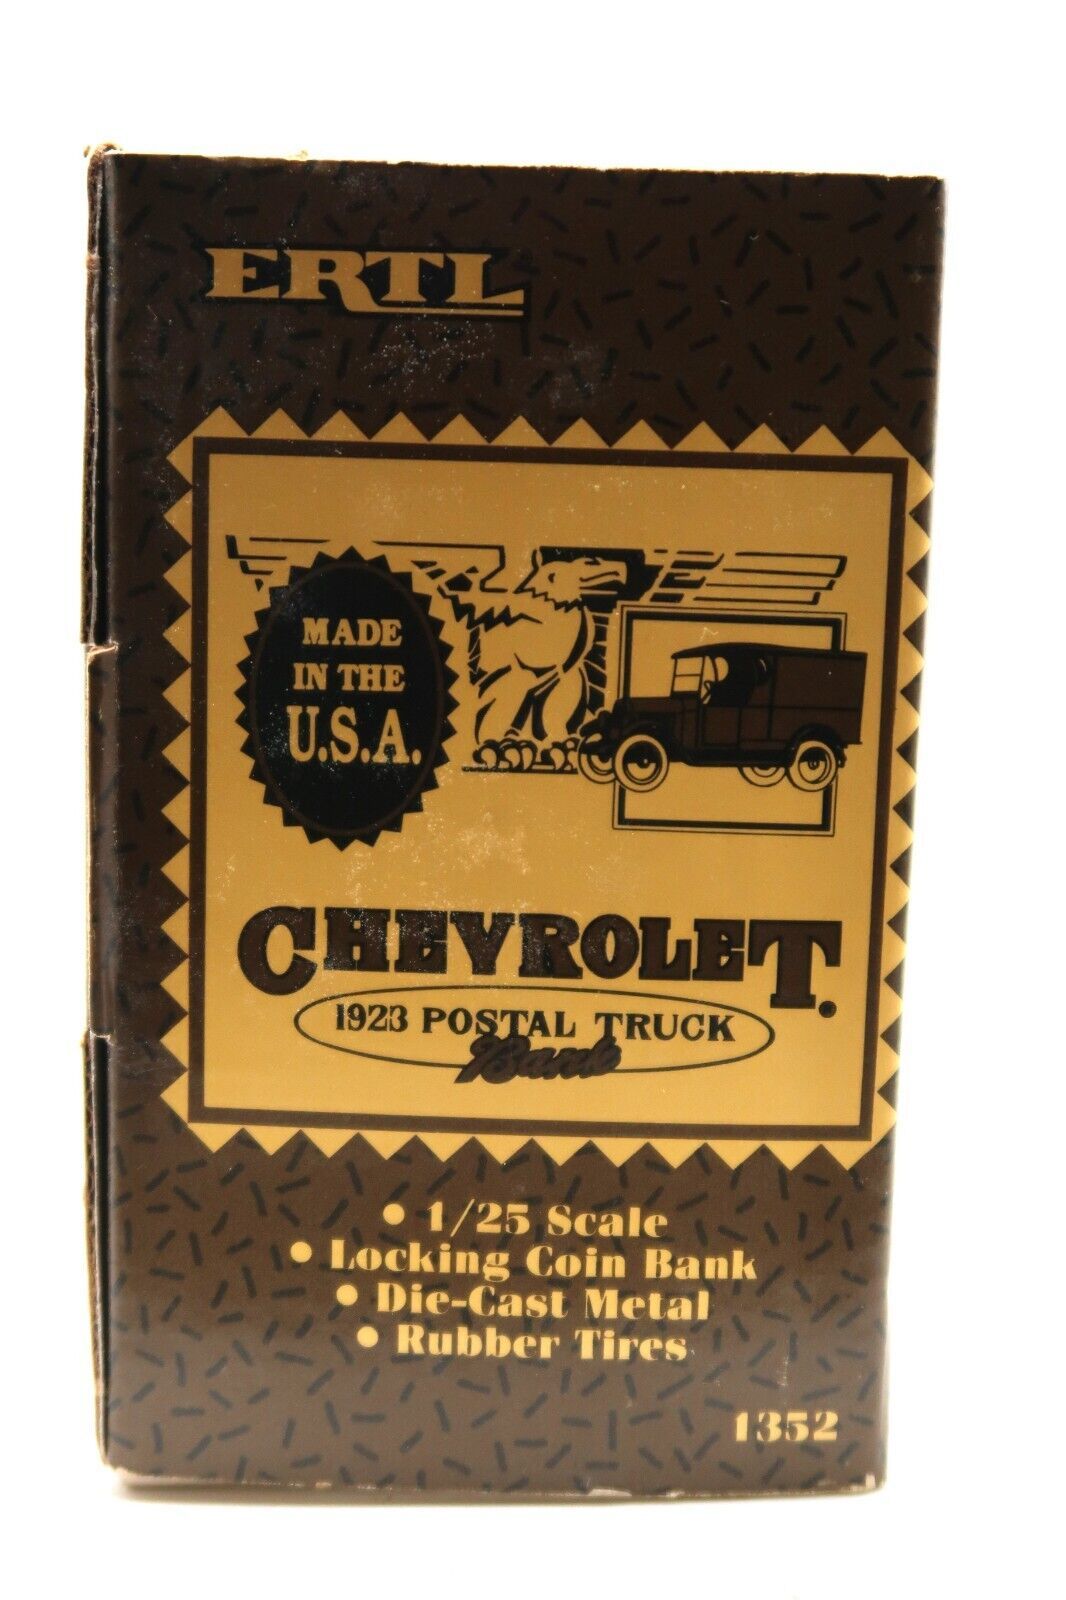 ERTL
MADE
IN THE
U.S.A.
CHEVROLET.
1923 POSTAL TRUCK
Bank
• 1/25 Scale
• Locking Coin Bank
• Die-Cast Metal
• Rubber Tires
1352